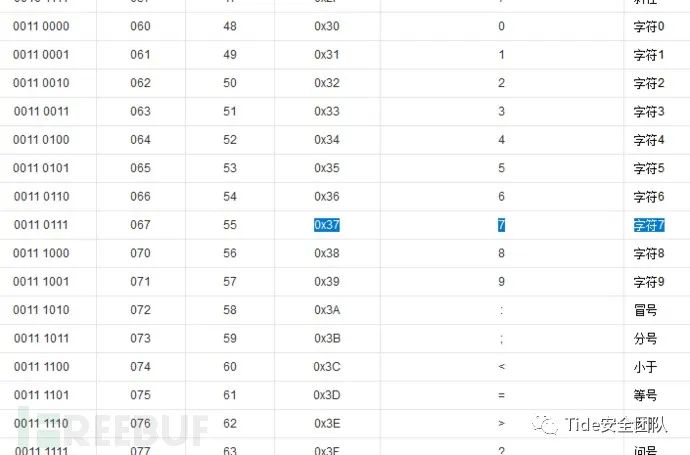 0011 0000 060 48 0x30 0 字符0
0011 0001 061 49 0x31 1 字符1
0011 0010 062 50 0x32 2 字符2
0011 0011 063 51 0x33 3 字符3
0011 0100 064 52 0x34 4 字符4
0011 0101 065 53 0x35 5 字符5
0011 0110 066 54 0x36 6 字符6
0011 0111 067 55 0x37 7 字符7
0011 1000 070 56 0x38 8 字符8
0011 1001 071 57 0x39 9 字符9
0011 1010 072 58 0x3A : 冒号
0011 1011 073 59 0x3B ; 分号
0011 1100 074 60 0x3C < 小于
0011 1101 075 61 0x3D = 等号
0011 1110 076 62 0x3E >
Tide安全团队
FREEBUF
0011 1111 077 63 0x3F ? 问号